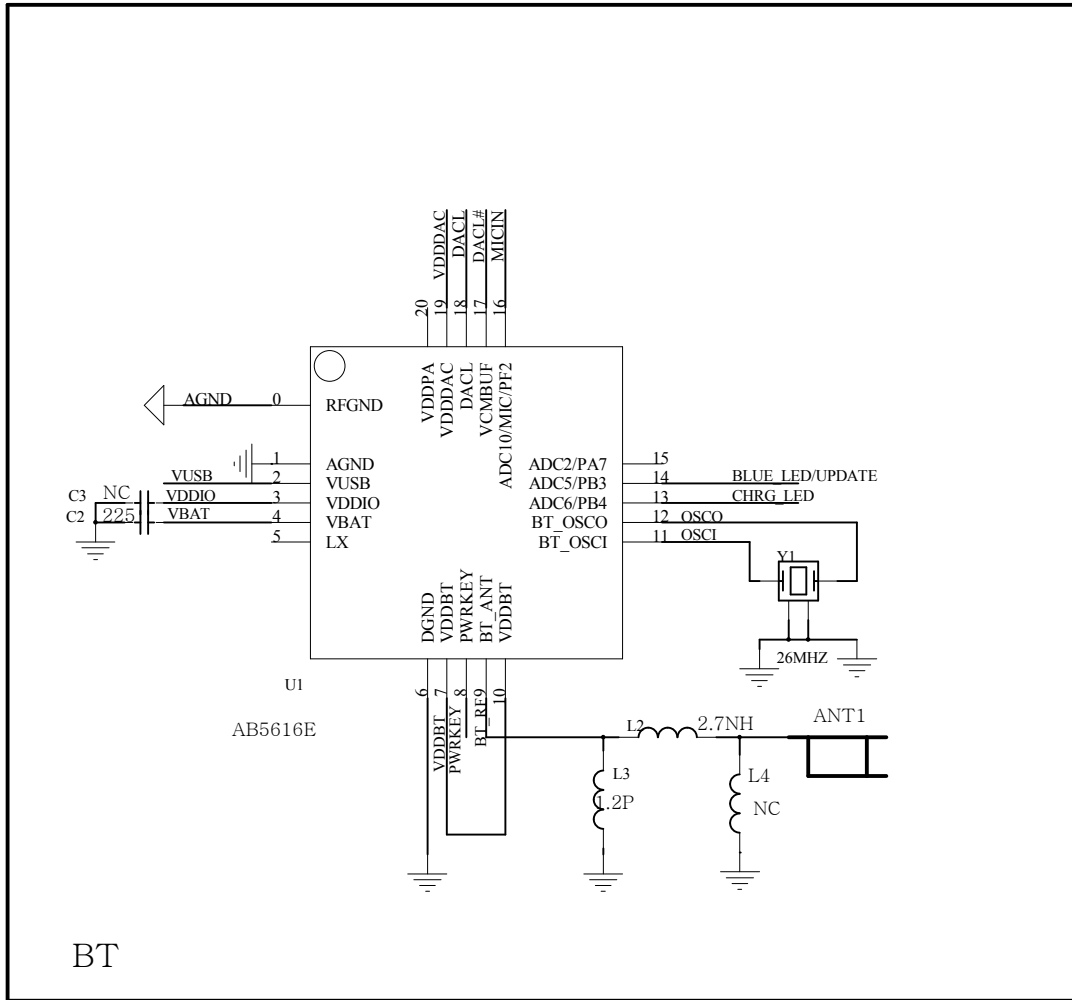 VDDDAC
DACL
DACL#
MICIN
20
19
18
17
16
VDDPA
VDDDAC
DACL
VCMBUF
ADC10/MIC/PF2
AGND 0 RFGND
1 AGND
VUSB 2 VUSB
C3 NC VDDIO 3 VDDIO
C2 225 VBAT 4 VBAT
5 LX
ADC2/PA7 15
ADC5/PB3 14 BLUE_LED/UPDATE
ADC6/PB4 13 CHRG_LED
BT_OSCO 12 OSCO
BT_OSCI 11 OSCI
Y1
26MHZ
DGND
VDDBT
PWRKEY
BT_ANT
VDDBT
U1
AB5616E
6
7
8
9
10
VDDBT
PWRKEY
BT_RF
L2 2.7NH
ANT1
L3
1.2P
L4
NC
BT